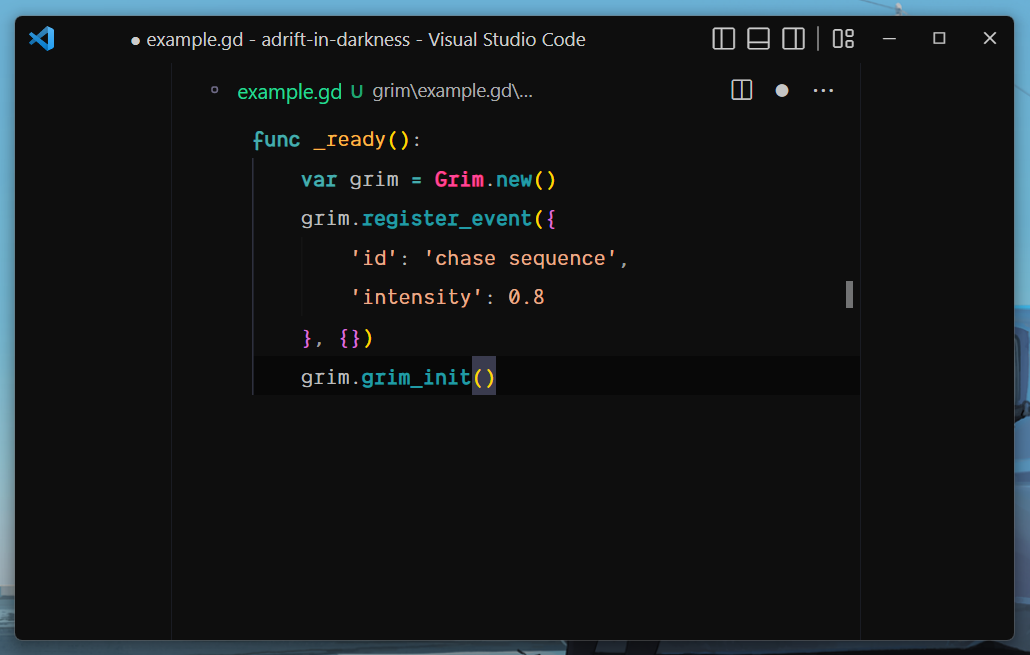 ● example.gd - adrift-in-darkness - Visual Studio Code
example.gd U grim\example.gd\...
func _ready():
var grim = Grim.new()
grim.register_event({
'id': 'chase sequence',
'intensity': 0.8
}, {})
grim.grim_init()